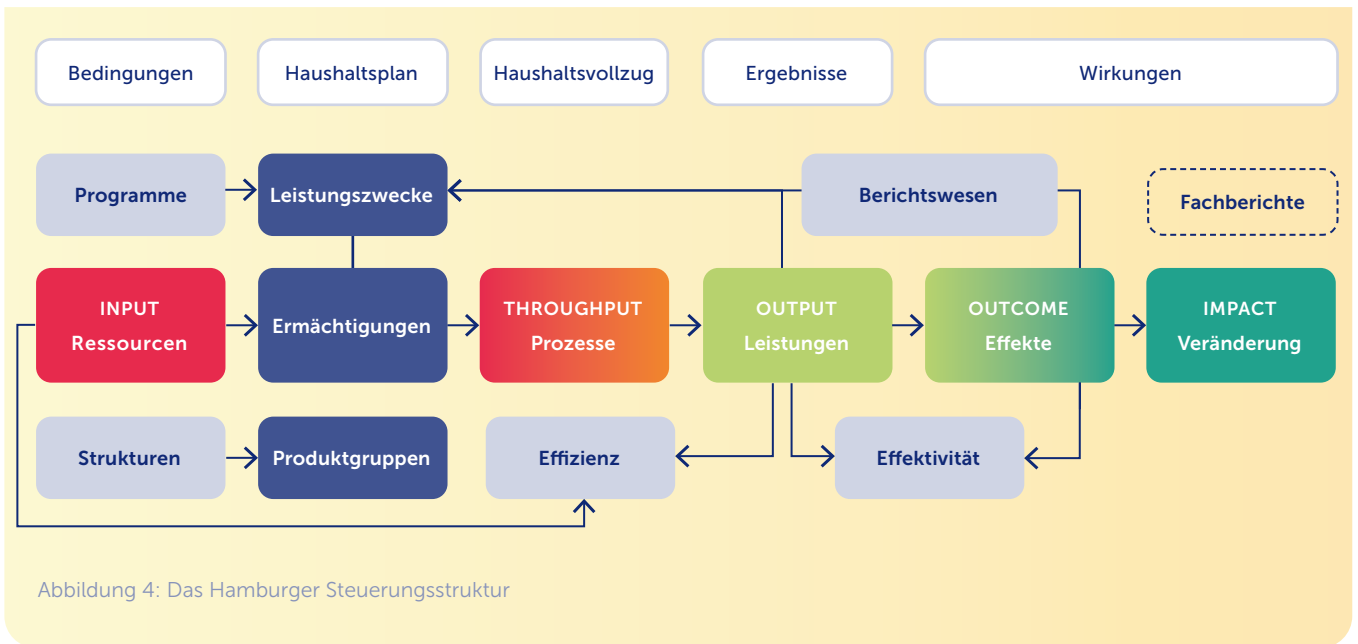 Bedingungen
Haushaltsplan
Haushaltsvollzug
Ergebnisse
Wirkungen
Programme
Leistungszwecke
Berichtswesen
Fachberichte
INPUT
Ressourcen
Ermächtigungen
THROUGHPUT
Prozesse
OUTPUT
Leistungen
OUTCOME
Effekte
IMPACT
Veränderung
Strukturen
Produktgruppen
Effizienz
Effektivität
Abbildung 4: Das Hamburger Steuerungsstruktur